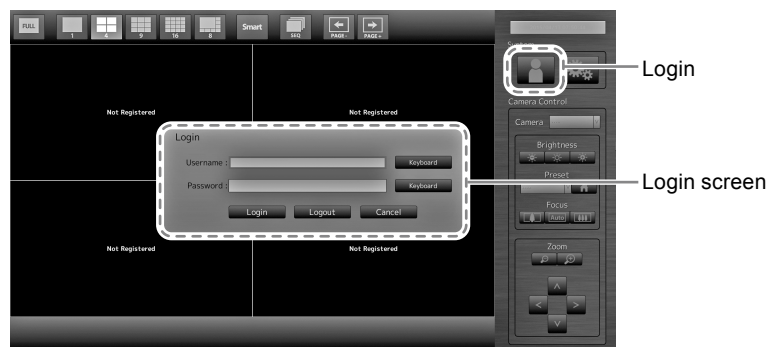 FULL
1
4
9
16
8
Smart
SEQ
PAGE-
PAGE+
System
Login
Camera Control
Camera
Brightness
Preset
Focus
Auto
Zoom
Not Registered
Not Registered
Login
Username :
Keyboard
Password :
Keyboard
Login
Logout
Cancel
Login screen
Not Registered
Not Registered